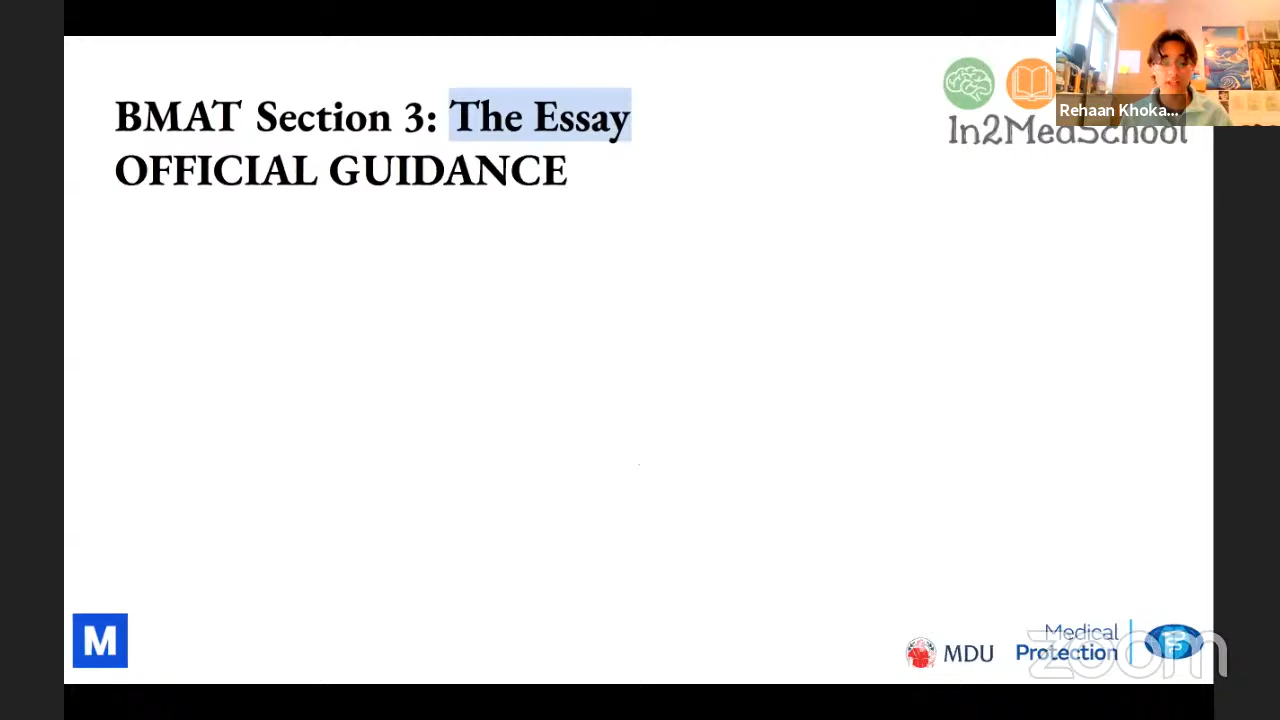 BMAT Section 3: The Essay
OFFICIAL GUIDANCE
Rehaan Khoka...
In2MedSchool
M
MDU
Medical
Protection
zoom